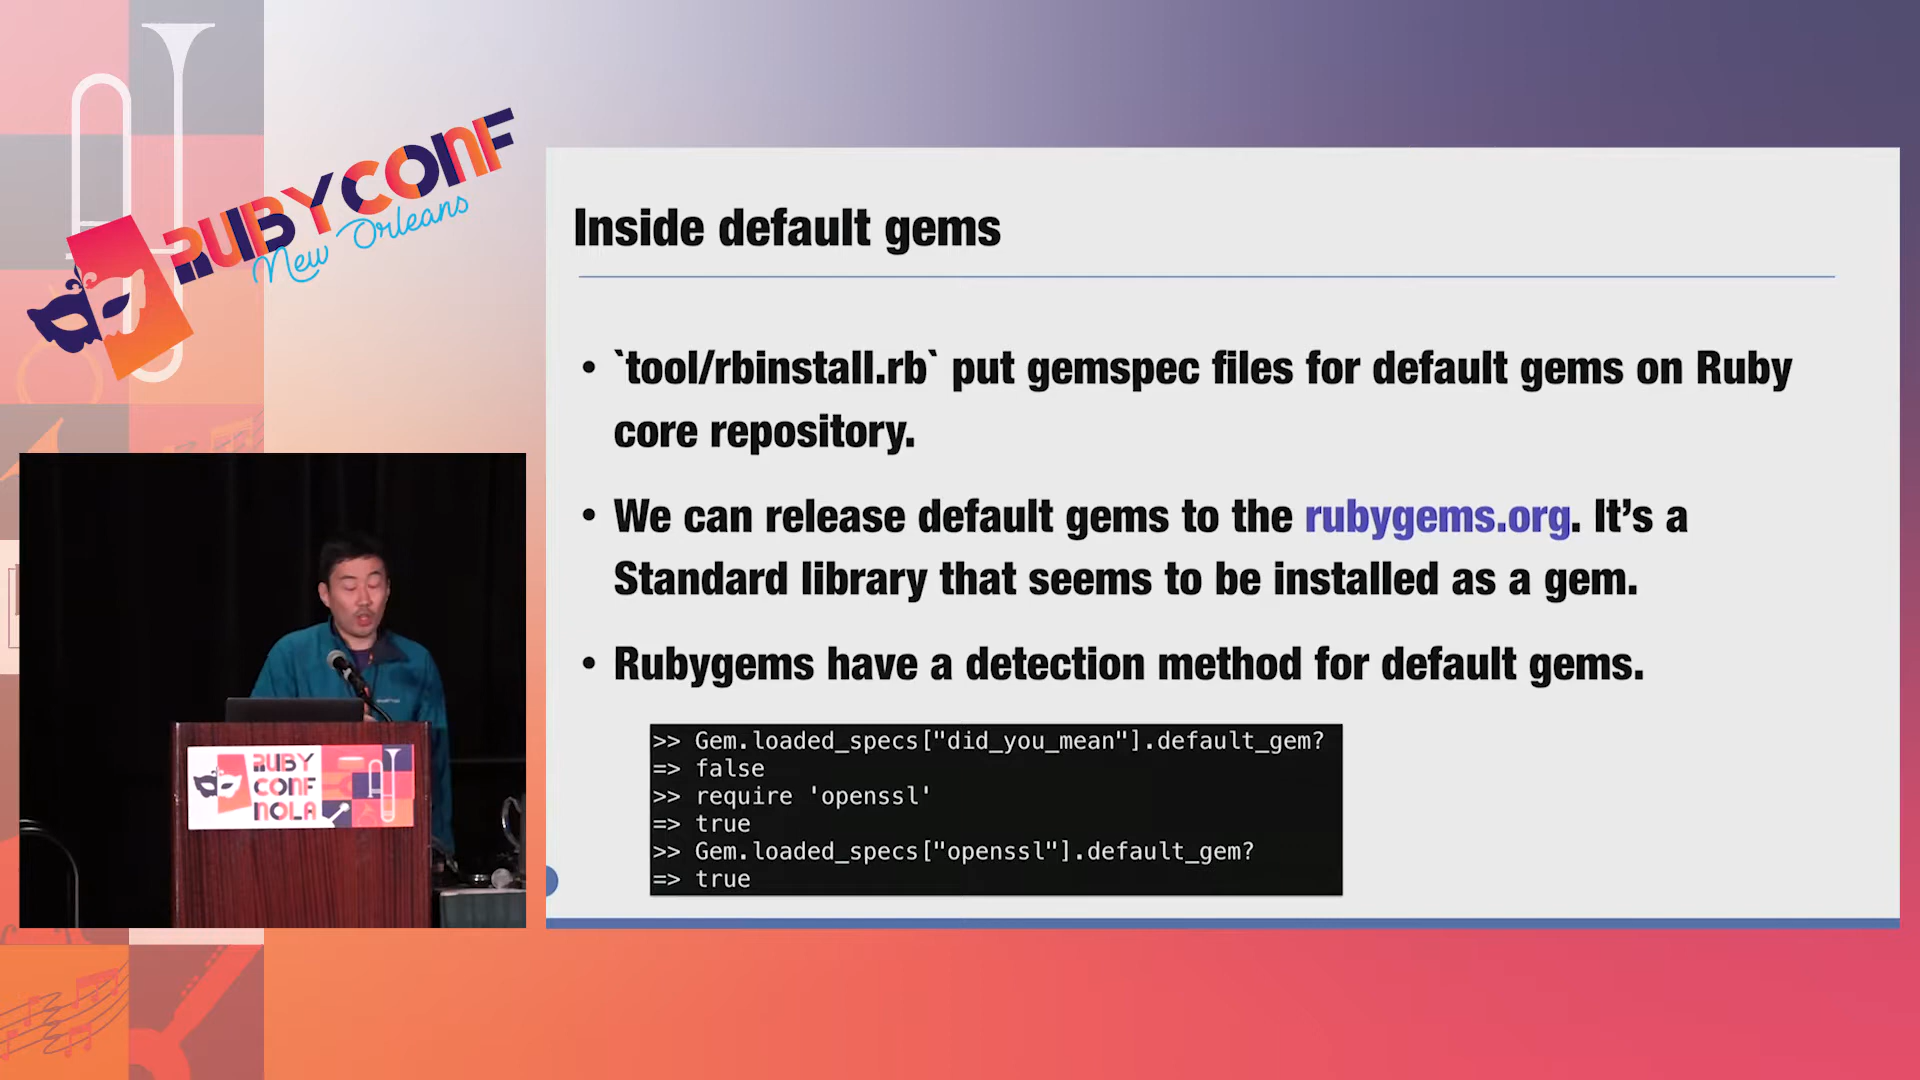 RUBYCONF
New Orleans
RUBY
CONF
NOLA
Inside default gems
• `tool/rbinstall.rb` put gemspec files for default gems on Ruby
core repository.
• We can release default gems to the rubygems.org. It’s a
Standard library that seems to be installed as a gem.
• Rubygems have a detection method for default gems.
>> Gem.loaded_specs["did_you_mean"].default_gem?
=> false
>> require 'openssl'
=> true
>> Gem.loaded_specs["openssl"].default_gem?
=> true